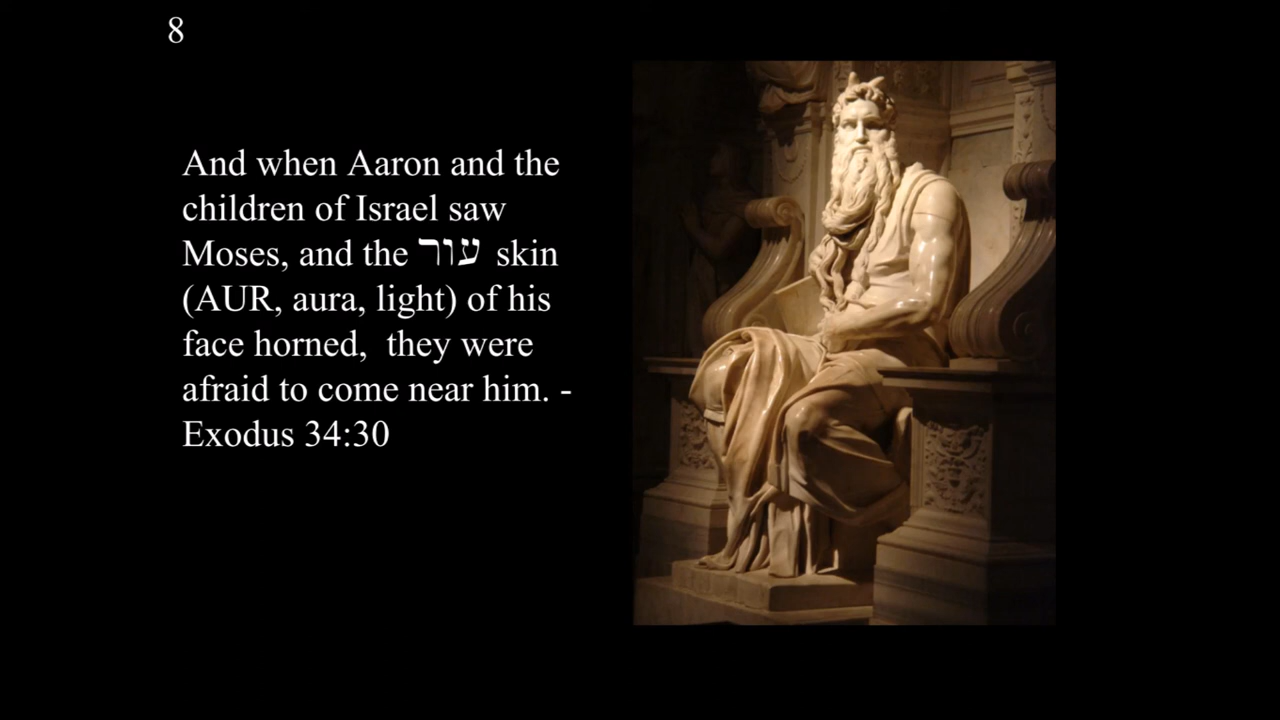 8
And when Aaron and the
children of Israel saw
Moses, and the עור skin
(AUR, aura, light) of his
face horned,  they were
afraid to come near him. -
Exodus 34:30